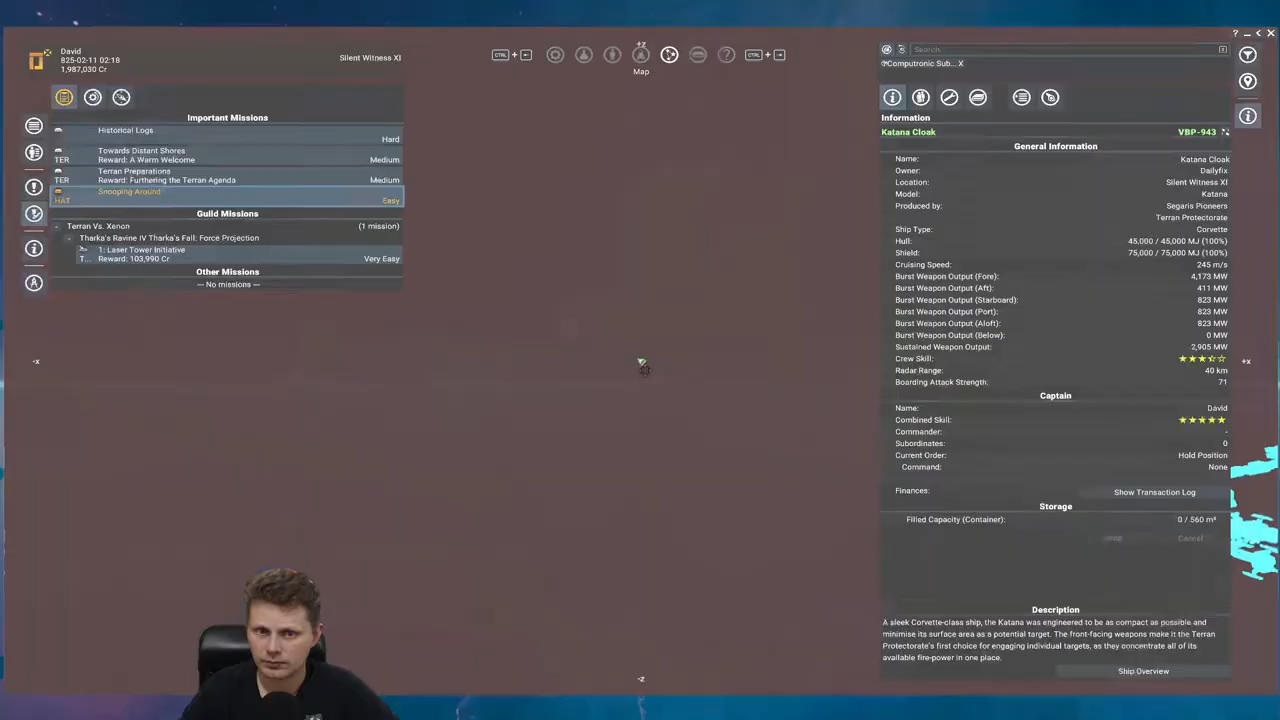 David
825-02-11 02:18
1,987,030 Cr
Silent Witness XI
CTRL +
+z
CTRL +
Map
Search...
Computronic Sub... X
Important Missions
Historical Logs
Hard
Towards Distant Shores
TER Reward: A Warm Welcome Medium
Terran Preparations
TER Reward: Furthering the Terran Agenda Medium
Snooping Around
HAT Easy
Guild Missions
- Terran Vs. Xenon (1 mission)
- Tharka's Ravine IV Tharka's Fall: Force Projection
1: Laser Tower Initiative
T... Reward: 103,990 Cr Very Easy
Other Missions
— No missions —
-x
+x
-z
Information
Katana Cloak VBP-943
General Information
Name: Katana Cloak
Owner: Dailyfix
Location: Silent Witness XI
Model: Katana
Produced by: Segaris Pioneers
Terran Protectorate
Ship Type: Corvette
Hull: 45,000 / 45,000 MJ (100%)
Shield: 75,000 / 75,000 MJ (100%)
Cruising Speed: 245 m/s
Burst Weapon Output (Fore): 4,173 MW
Burst Weapon Output (Aft): 411 MW
Burst Weapon Output (Starboard): 823 MW
Burst Weapon Output (Port): 823 MW
Burst Weapon Output (Aloft): 823 MW
Burst Weapon Output (Below): 0 MW
Sustained Weapon Output: 2,905 MW
Crew Skill:
Radar Range: 40 km
Boarding Attack Strength: 71
Captain
Name: David
Combined Skill:
Commander: -
Subordinates: 0
Current Order: Hold Position
Command: None
Finances: Show Transaction Log
Storage
Filled Capacity (Container): 0 / 560 m³
Cancel
Description
A sleek Corvette-class ship, the Katana was engineered to be as compact as possible and
minimise its surface area as a potential target. The front-facing weapons make it the Terran
Protectorate's first choice for engaging individual targets, as they concentrate all of its
available fire-power in one place.
Ship Overview